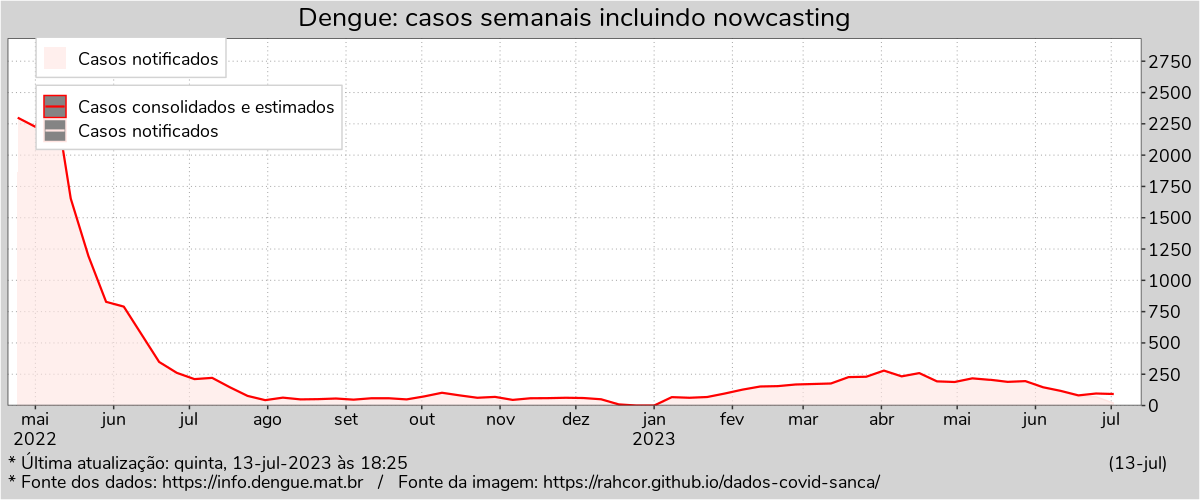 Dengue: casos semanais incluindo nowcasting
Casos notificados
Casos consolidados e estimados
Casos notificados
2750
2500
2250
2000
1750
1500
1250
1000
750
500
250
0
mai jun jul ago set out nov dez jan fev mar abr mai jun jul
2022 2023
* Última atualização: quinta, 13-jul-2023 às 18:25 (13-jul)
* Fonte dos dados: https://info.dengue.mat.br / Fonte da imagem: https://rahcor.github.io/dados-covid-sanca/